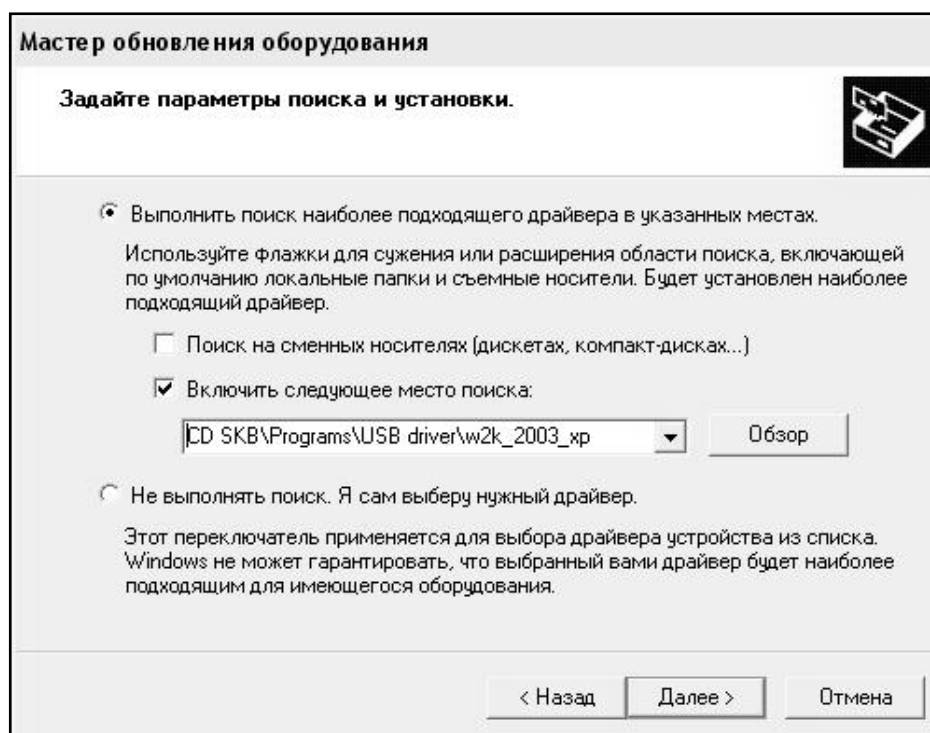 Мастер обновления оборудования
Задайте параметры поиска и установки.
Выполнить поиск наиболее подходящего драйвера в указанных местах.
Используйте флажки для сужения или расширения области поиска, включающей
по умолчанию локальные папки и съемные носители. Будет установлен наиболее
подходящий драйвер.
Поиск на сменных носителях (дискетах, компакт-дисках...)
Включить следующее место поиска:
CD SKB\Programs\USB driver\w2k_2003_xp
Обзор
Не выполнять поиск. Я сам выберу нужный драйвер.
Этот переключатель применяется для выбора драйвера устройства из списка.
Windows не может гарантировать, что выбранный вами драйвер будет наиболее
подходящим для имеющегося оборудования.
< Назад Далее > Отмена